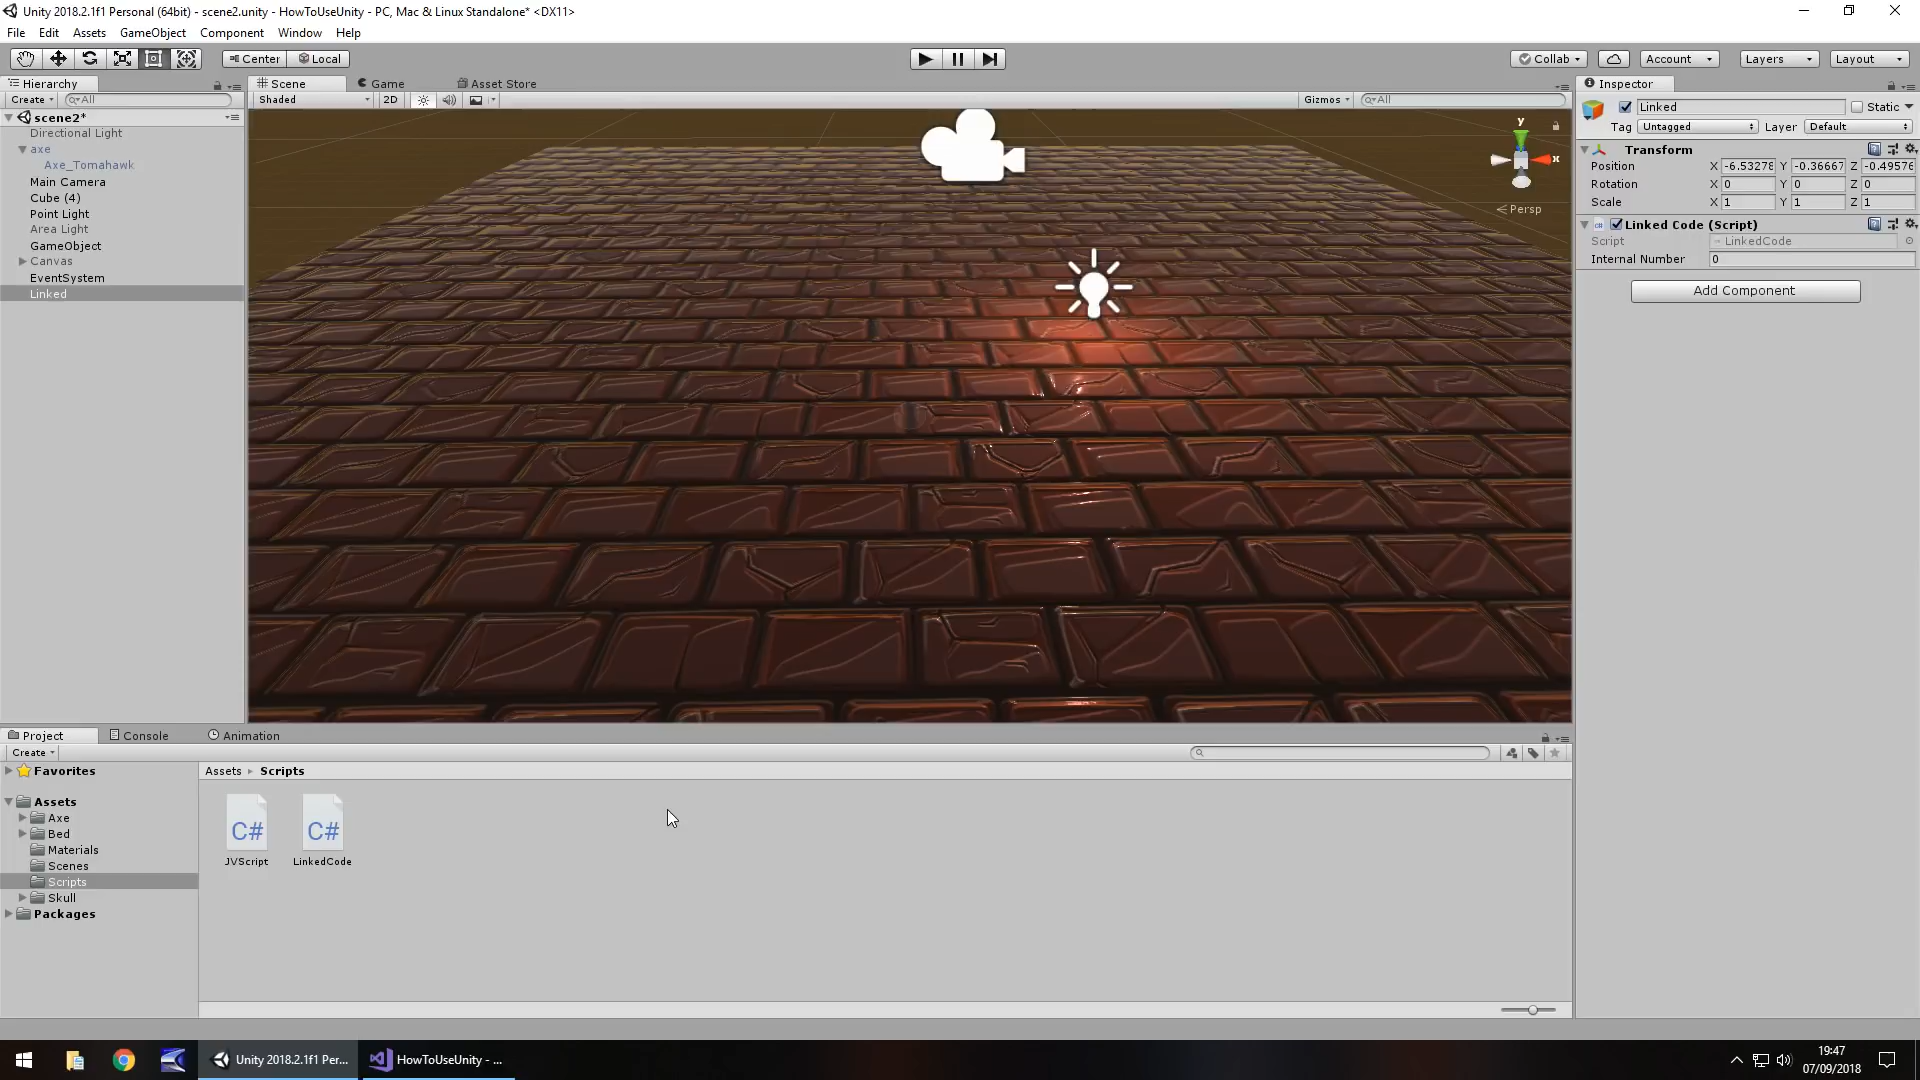 Unity 2018.2.1f1 Personal (64bit) - scene2.unity - HowToUseUnity - PC, Mac & Linux Standalone* <DX11>
File Edit Assets GameObject Component Window Help
Center Local Collab Account Layers Layout
Hierarchy
Create All
scene2*
Directional Light
axe
Axe_Tomahawk
Main Camera
Cube (4)
Point Light
Area Light
GameObject
Canvas
EventSystem
Linked
Scene Game Asset Store
Shaded 2D Gizmos All
y
x
Persp
Inspector
Linked Static
Tag Untagged Layer Default
Transform
Position X -6.53278 Y -0.36667 Z -0.49576
Rotation X 0 Y 0 Z 0
Scale X 1 Y 1 Z 1
Linked Code (Script)
Script LinkedCode
Internal Number 0
Add Component
Project Console Animation
Create
Favorites
Assets
Axe
Bed
Materials
Scenes
Scripts
Skull
Packages
Assets Scripts
C# C#
JVScript LinkedCode
Unity 2018.2.1f1 Per... HowToUseUnity - ...
19:47
07/09/2018